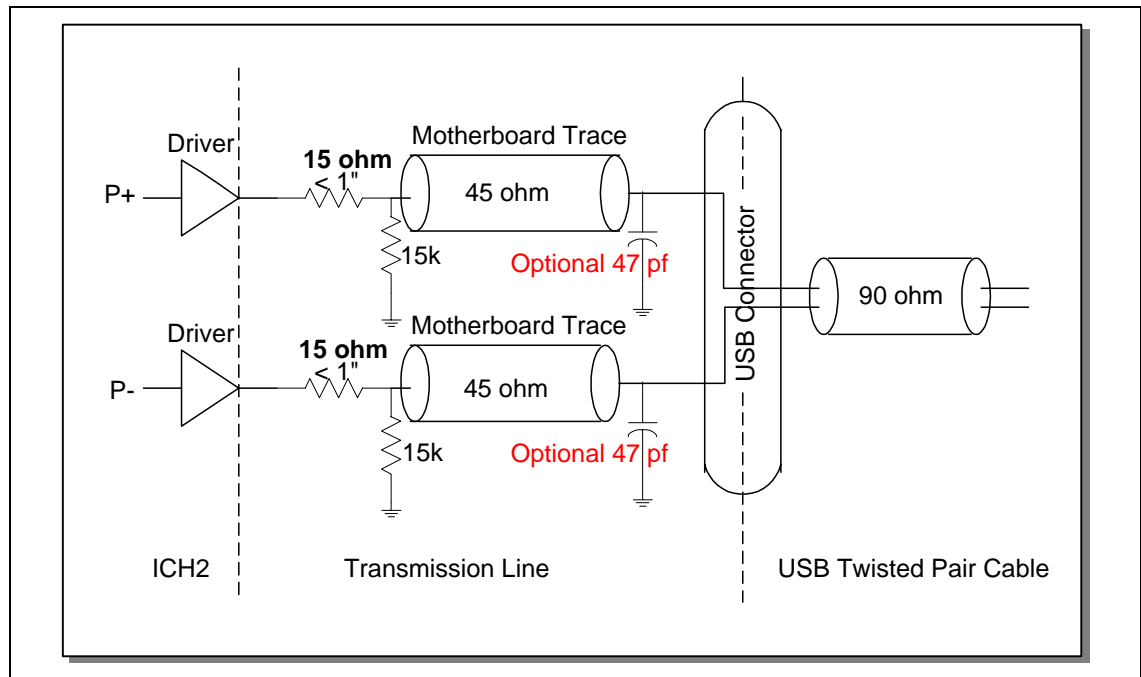 Driver
Motherboard Trace
15 ohm
< 1"
P+
45 ohm
15k
Optional 47 pf
USB Connector
90 ohm
Driver
Motherboard Trace
15 ohm
< 1"
P-
45 ohm
15k
Optional 47 pf
ICH2
Transmission Line
USB Twisted Pair Cable